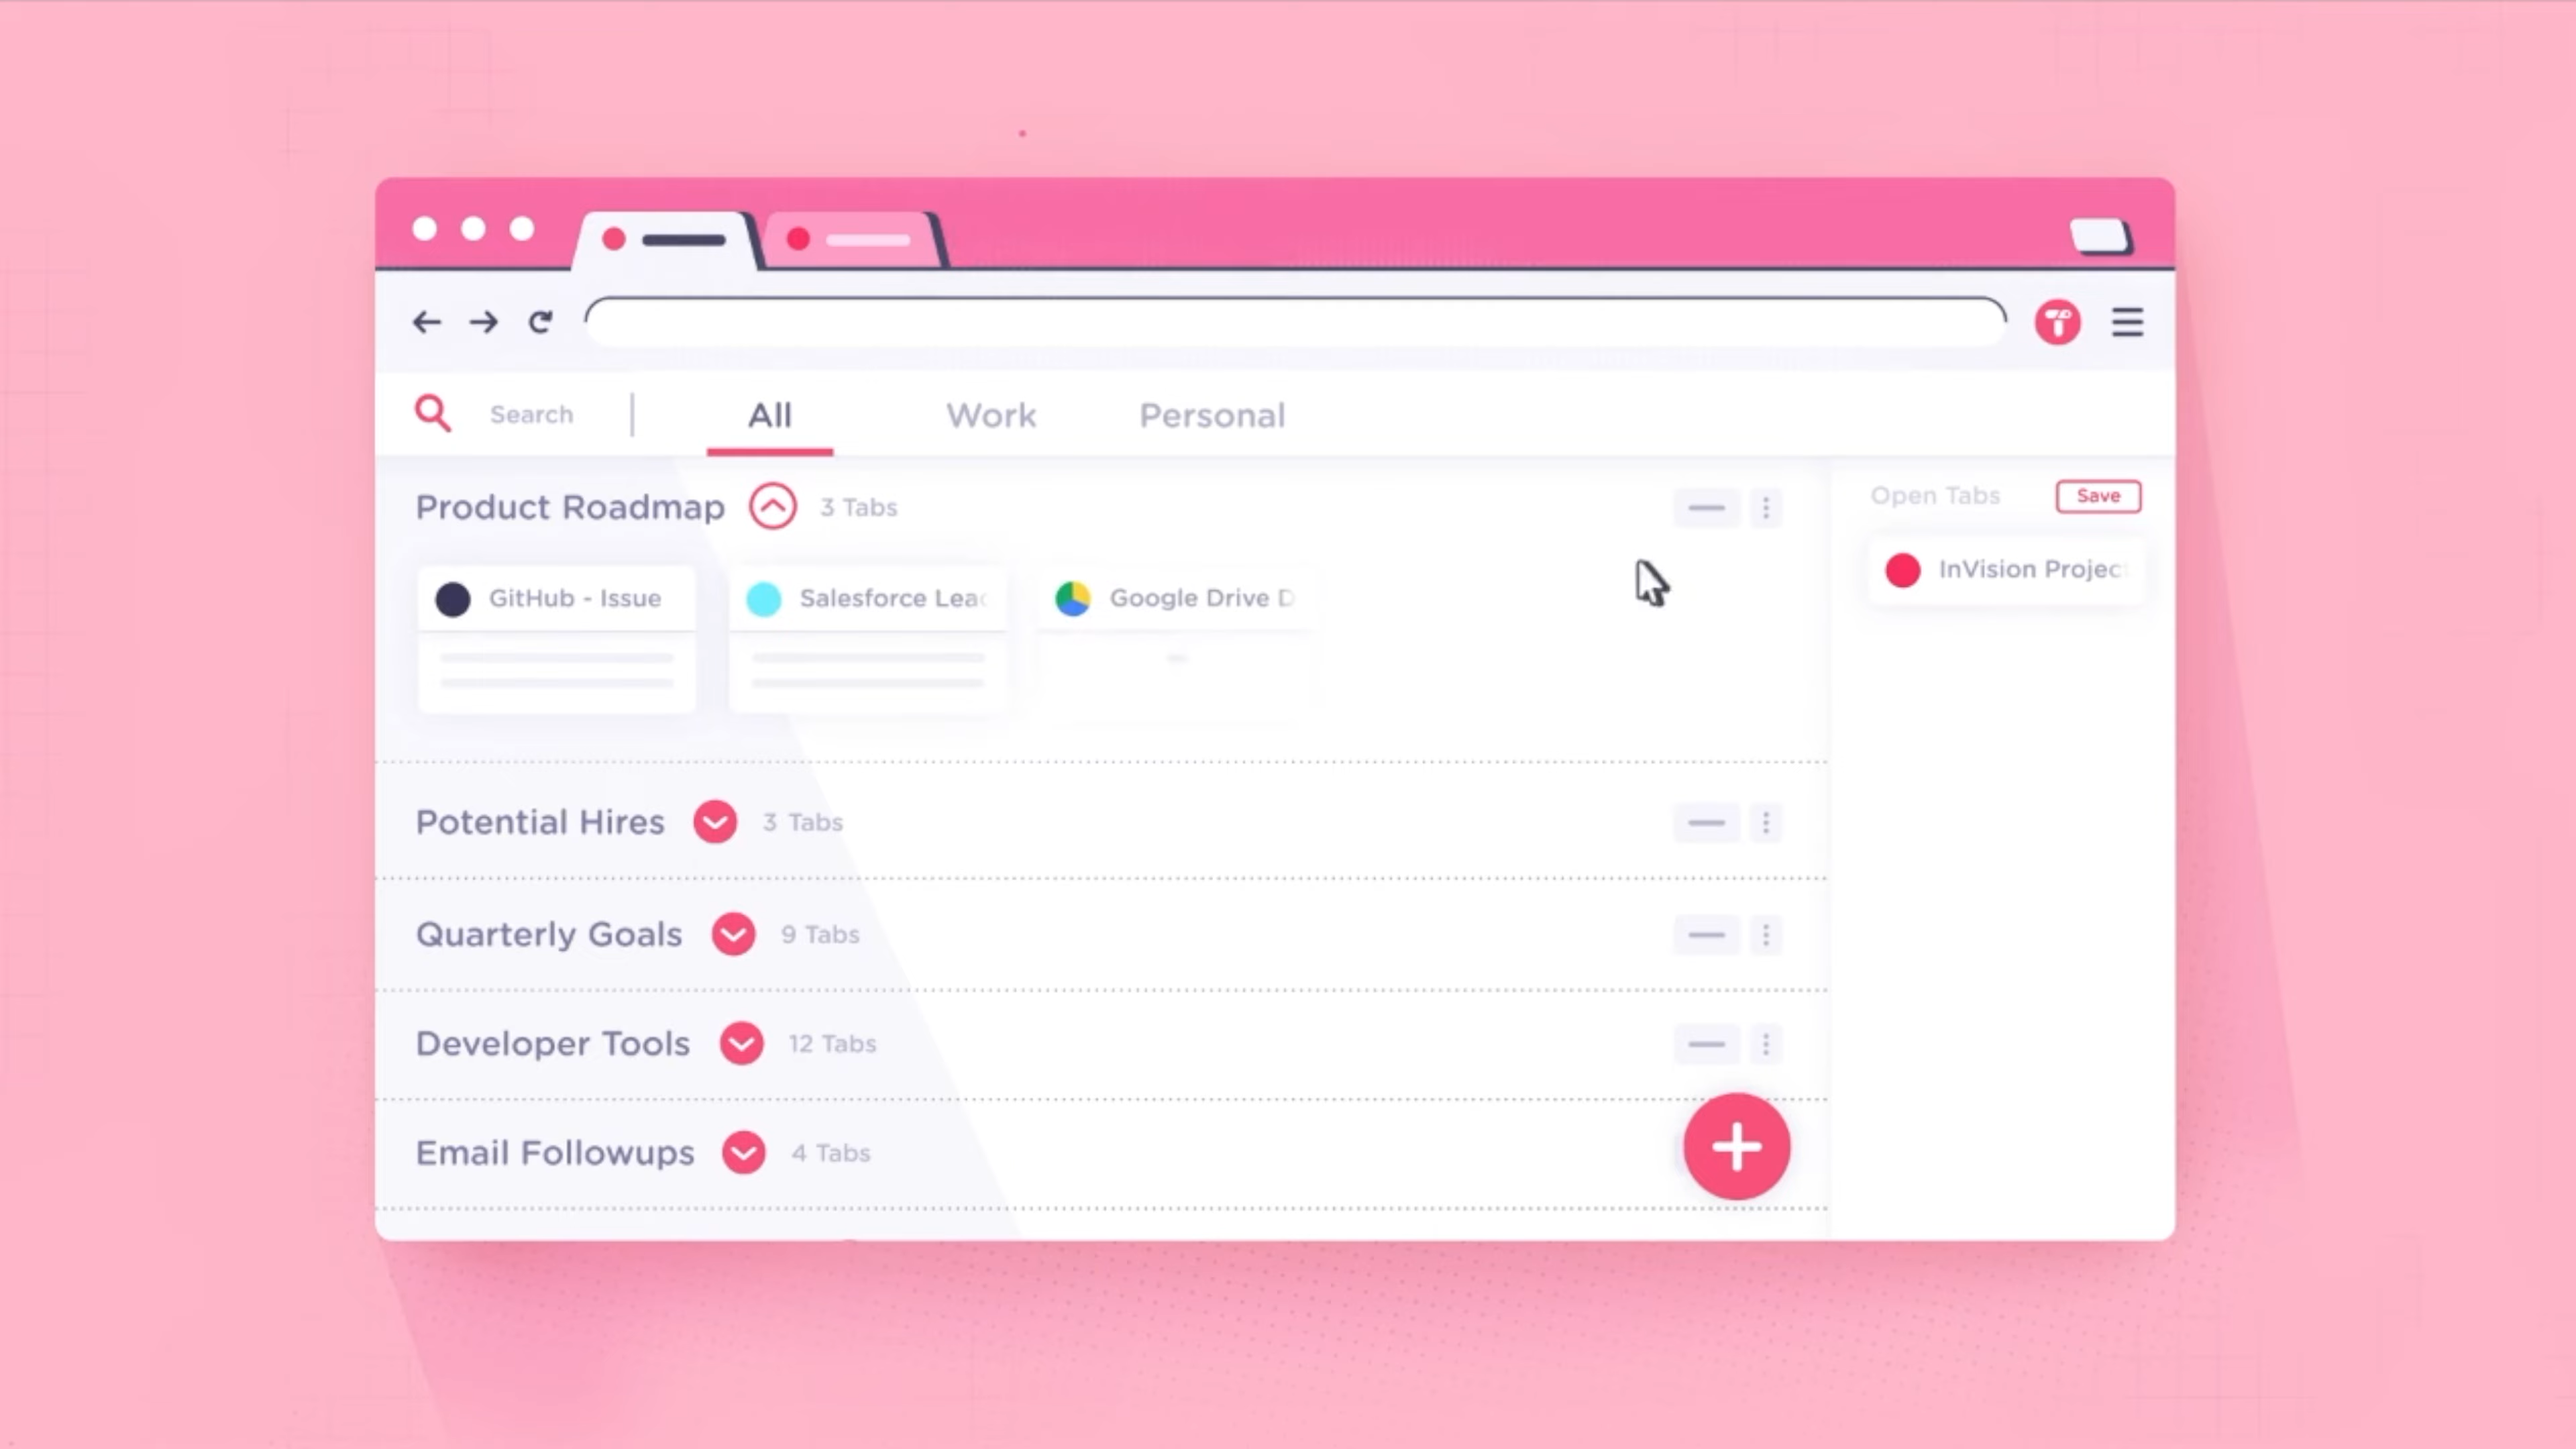 Search
All
Work
Personal
Product Roadmap
3 Tabs
Open Tabs
Save
GitHub - Issue
Salesforce Leac
Google Drive D
InVision Projec
Potential Hires
3 Tabs
Quarterly Goals
9 Tabs
Developer Tools
12 Tabs
Email Followups
4 Tabs